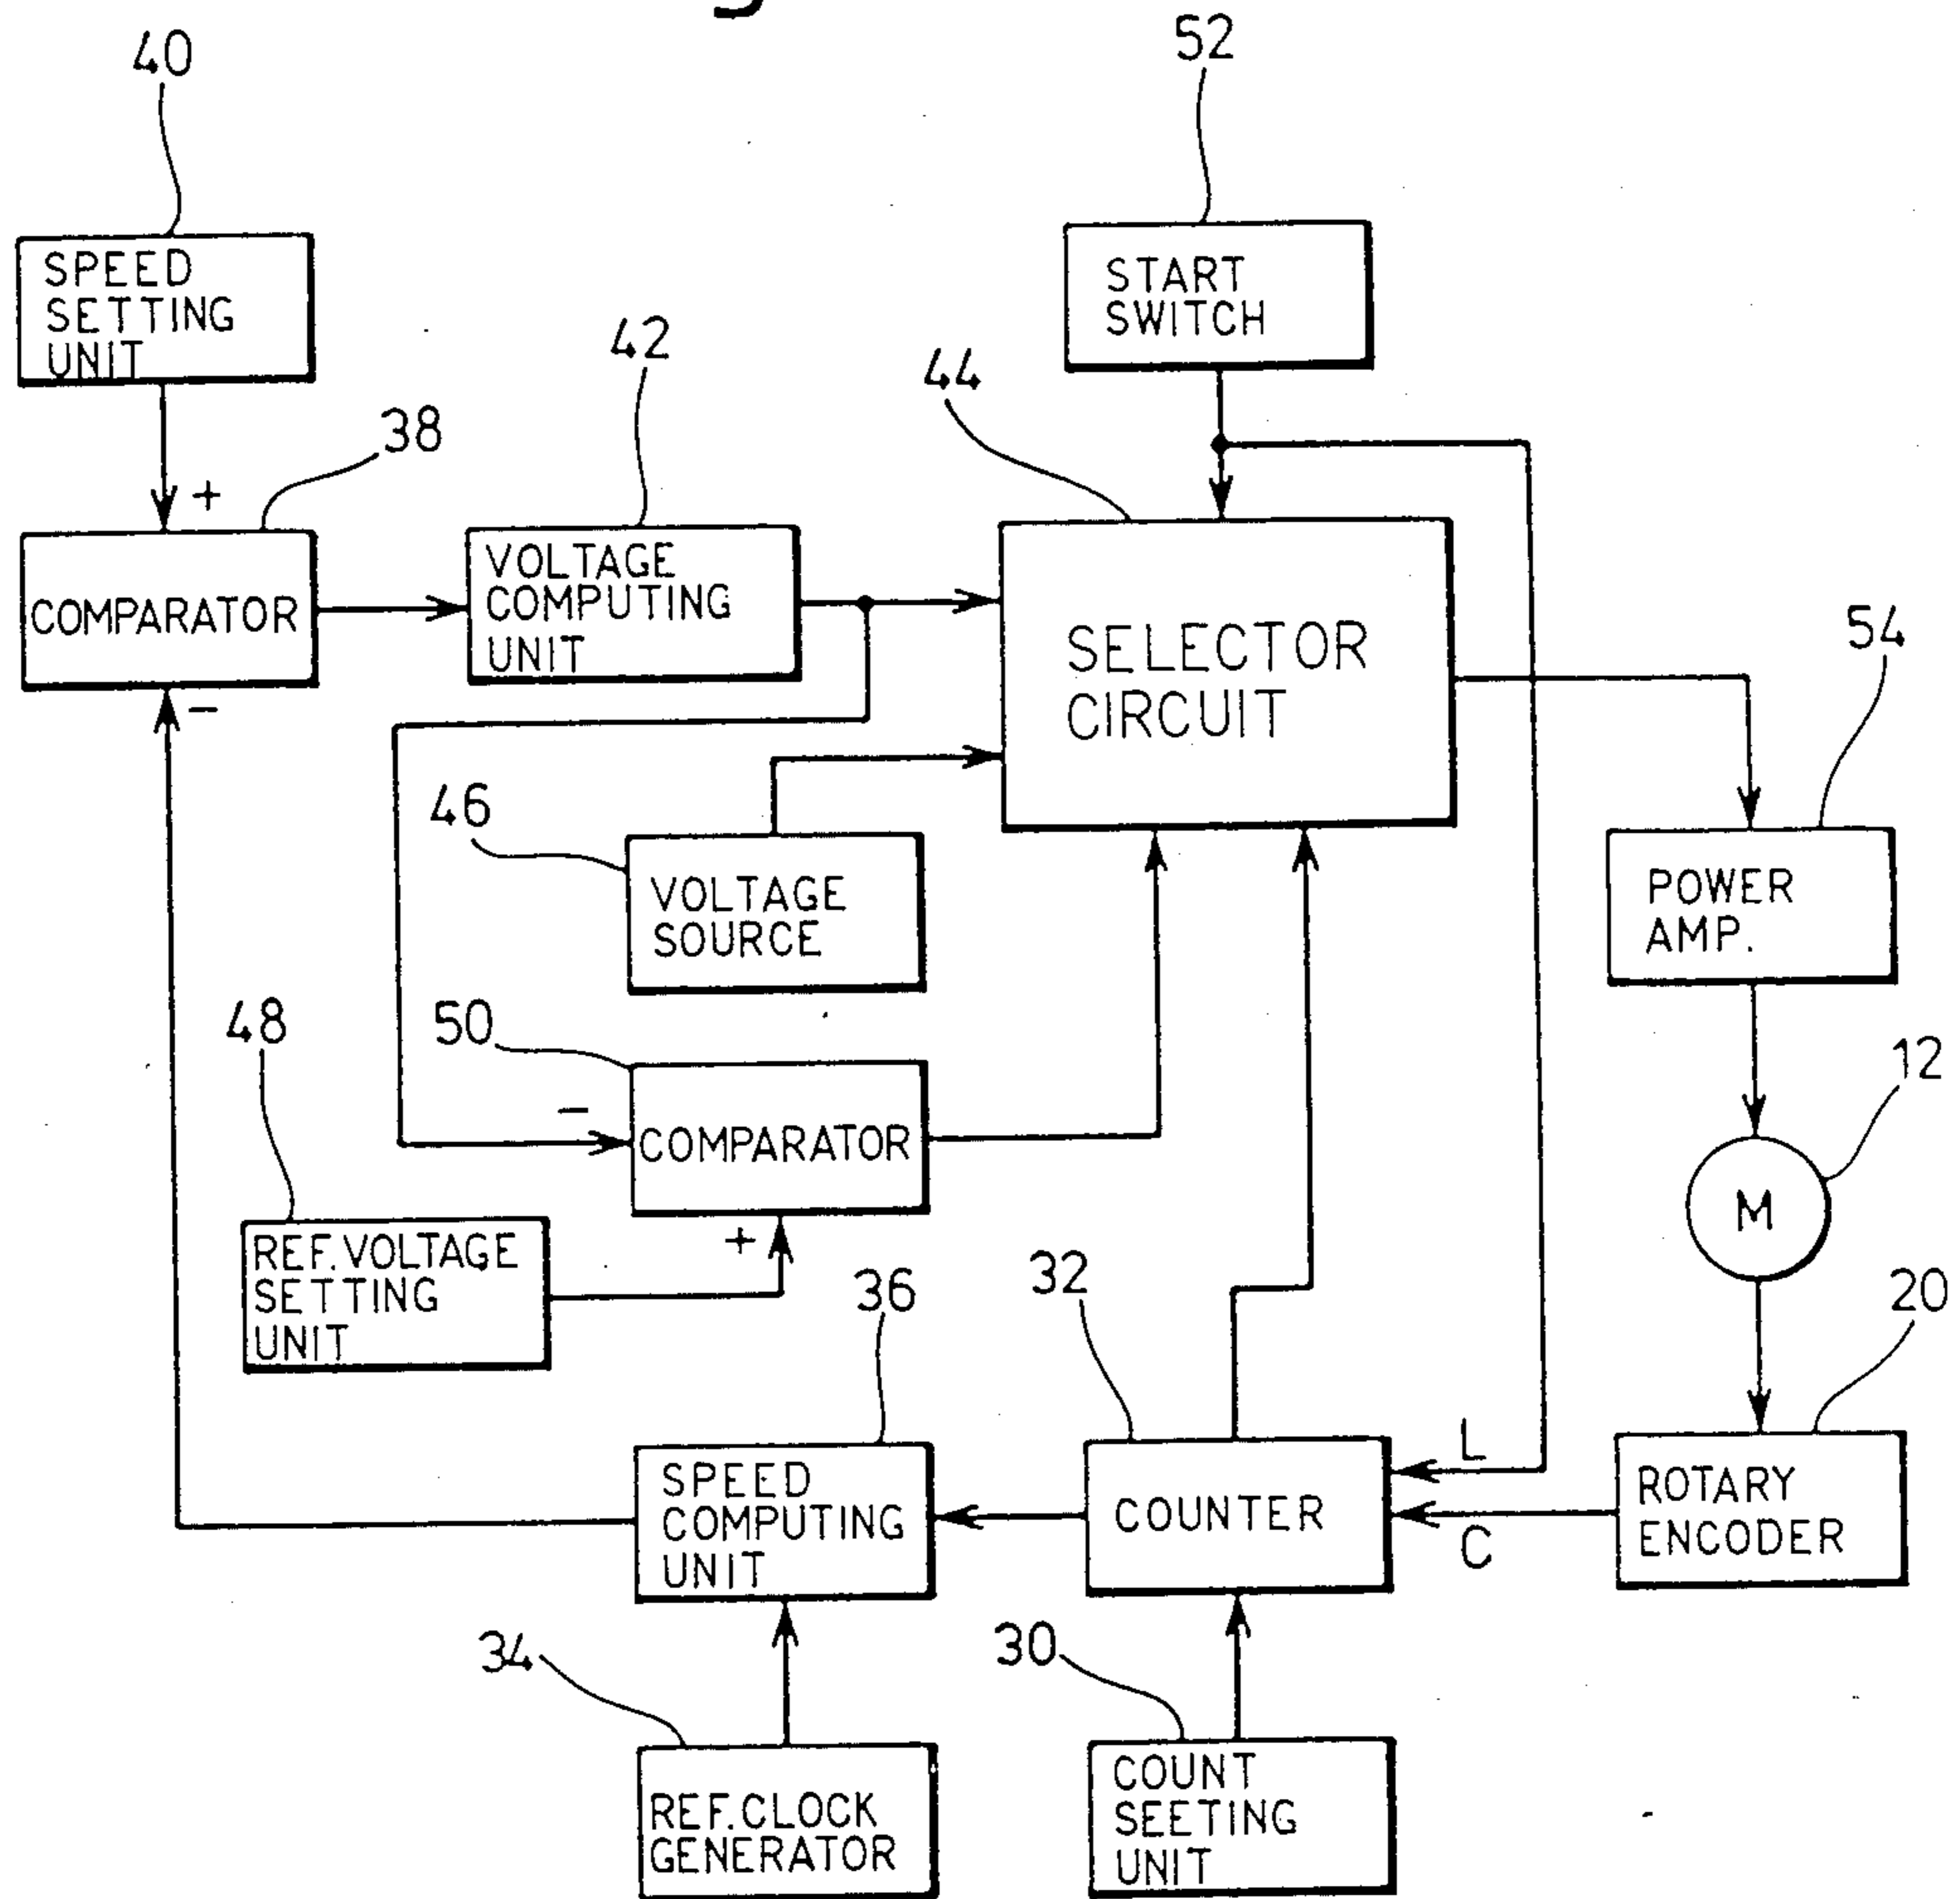 40
52
SPEED
SETTING
UNIT
START
SWITCH
42
44
38
+
COMPARATOR
−
VOLTAGE
COMPUTING
UNIT
SELECTOR
CIRCUIT
54
46
VOLTAGE
SOURCE
POWER
AMP.
48
50
−
COMPARATOR
+
12
M
REF.VOLTAGE
SETTING
UNIT
36
32
20
SPEED
COMPUTING
UNIT
COUNTER
L
C
ROTARY
ENCODER
34
30
REF.CLOCK
GENERATOR
COUNT
SEETING
UNIT